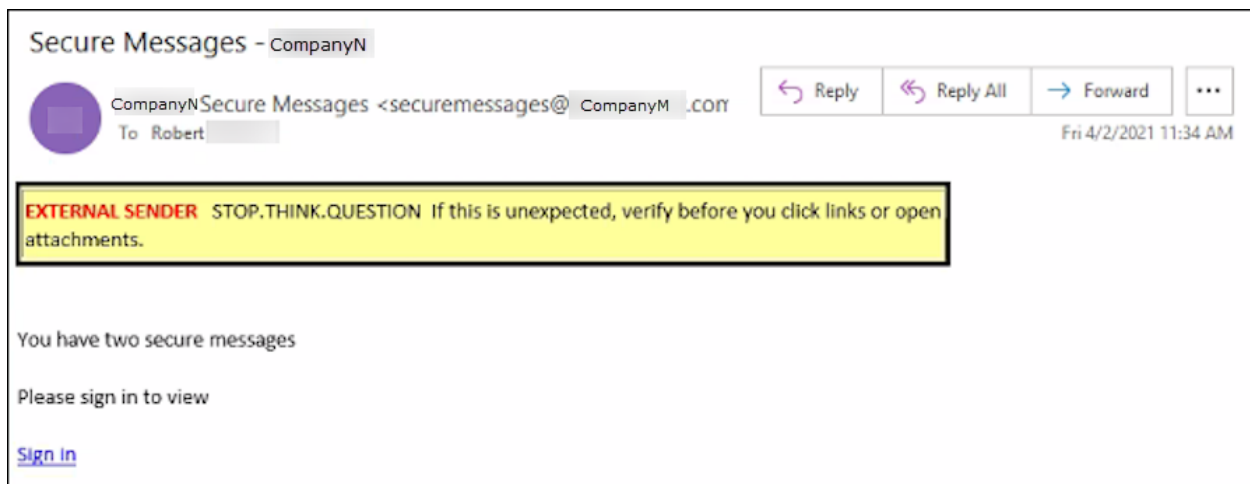 Secure Messages - CompanyN
CompanyN Secure Messages <securemessages@ CompanyM .com
To Robert
Reply
Reply All
Forward
...
Fri 4/2/2021 11:34 AM
EXTERNAL SENDER STOP.THINK.QUESTION If this is unexpected, verify before you click links or open
attachments.
You have two secure messages
Please sign in to view
Sign in